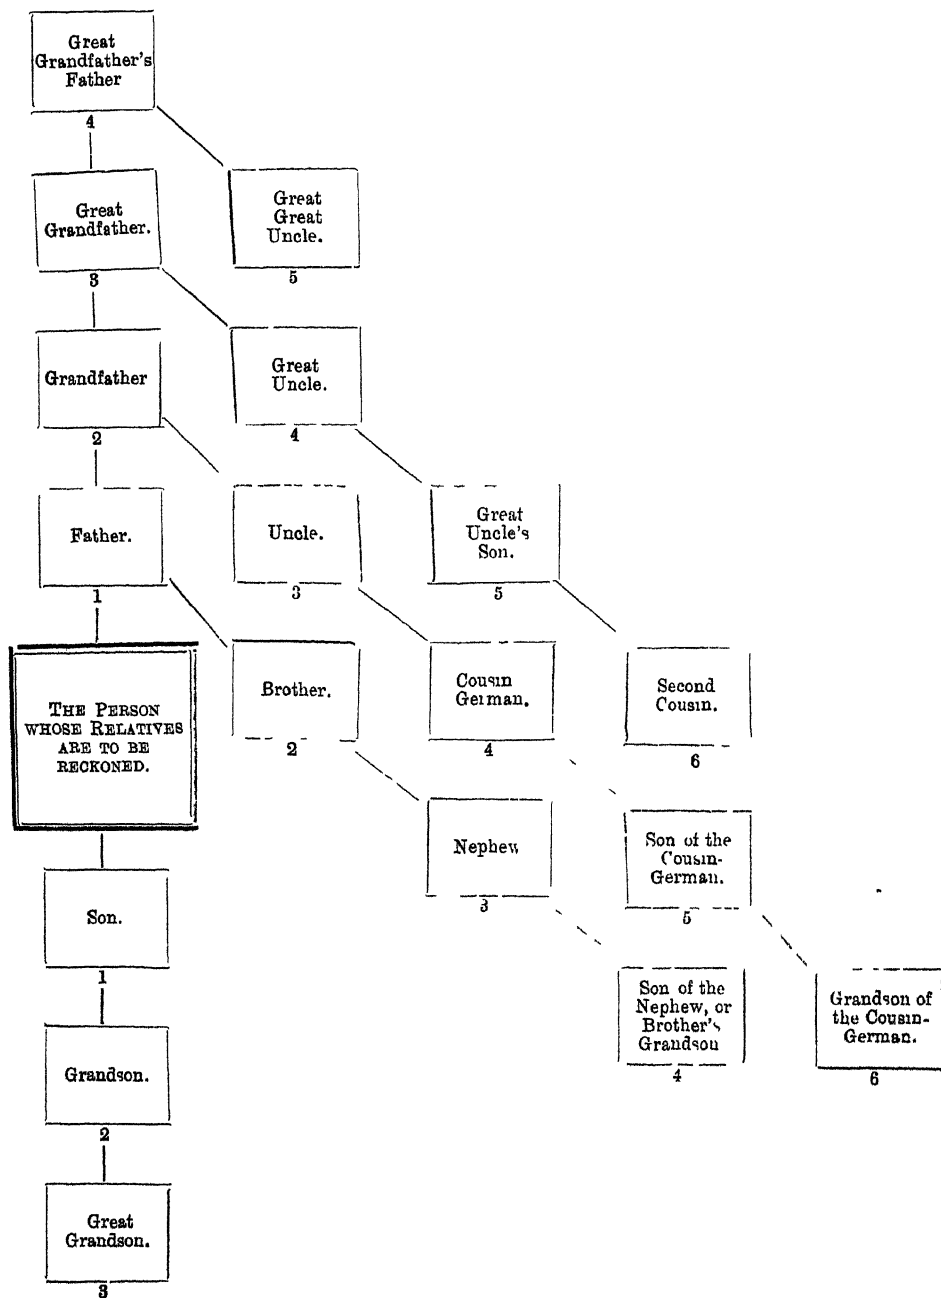 Great
Grandfather's
Father
4
Great
Grandfather.
3
Great
Great
Uncle.
5
Grandfather
2
Great
Uncle.
4
Father.
1
Uncle.
3
Great
Uncle's
Son.
5
THE PERSON
WHOSE RELATIVES
ARE TO BE
RECKONED.
Brother.
2
Cousin
German.
4
Second
Cousin.
6
Nephew
3
Son of the
Cousin-
German.
5
Son.
1
Son of the
Nephew, or
Brother's
Grandson
4
Grandson of
the Cousin-
German.
6
Grandson.
2
Great
Grandson.
3